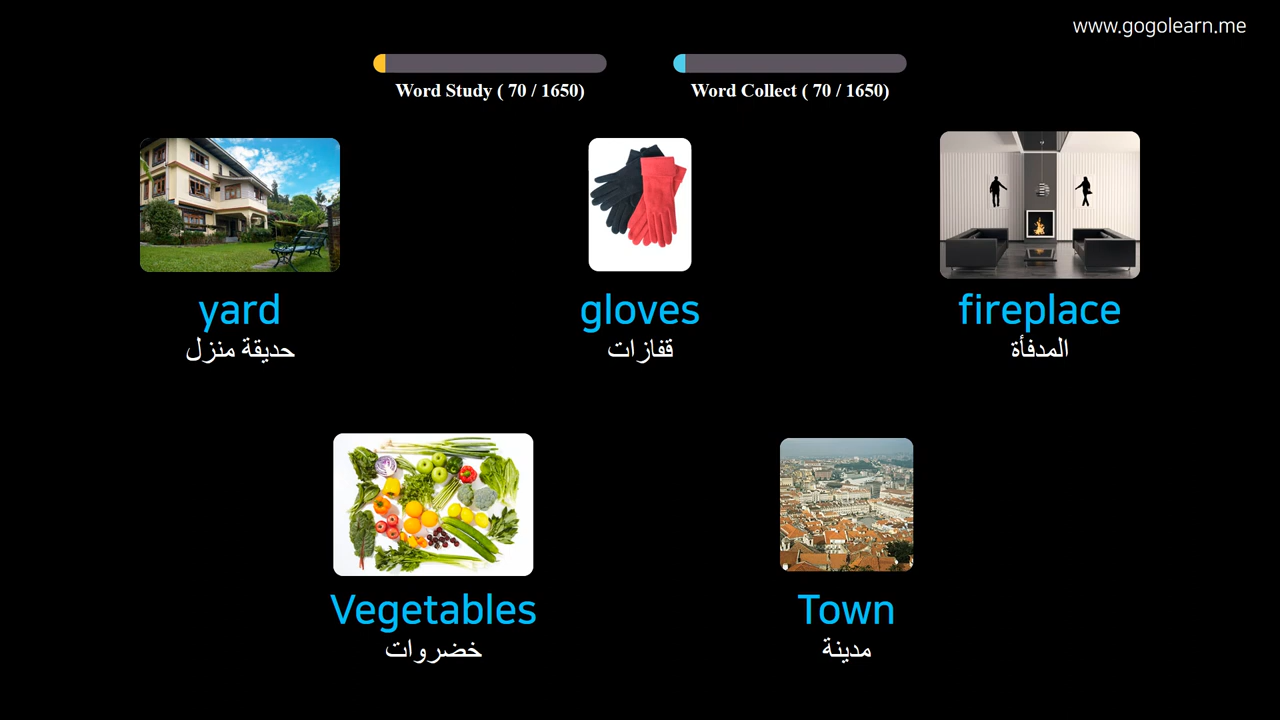 www.gogolearn.me
Word Study ( 70 / 1650)
Word Collect ( 70 / 1650)
yard
حديقة منزل
gloves
قفازات
fireplace
المدفأة
Vegetables
خضروات
Town
مدينة